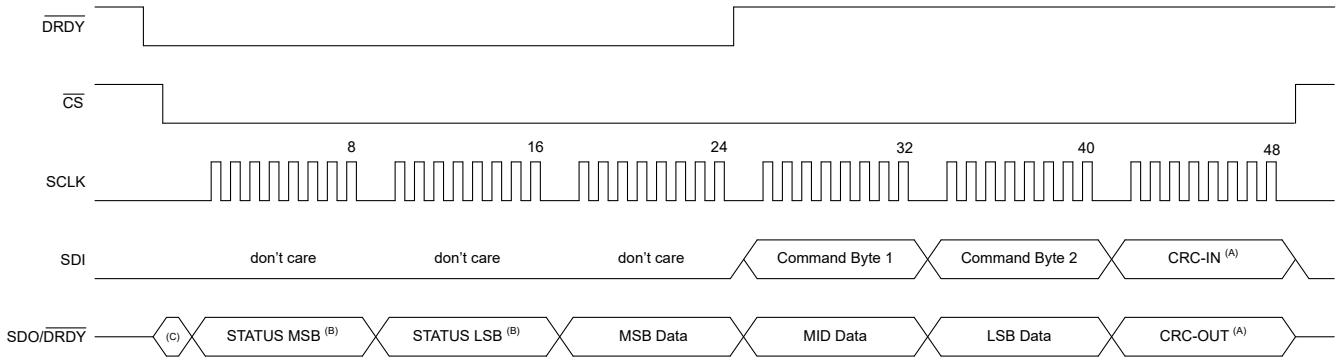 DRDY
CS
8 16 24 32 40 48
SCLK
SDI don't care don't care don't care Command Byte 1 Command Byte 2 CRC-IN (A)
SDO/DRDY (C) STATUS MSB (B) STATUS LSB (B) MSB Data MID Data LSB Data CRC-OUT (A)